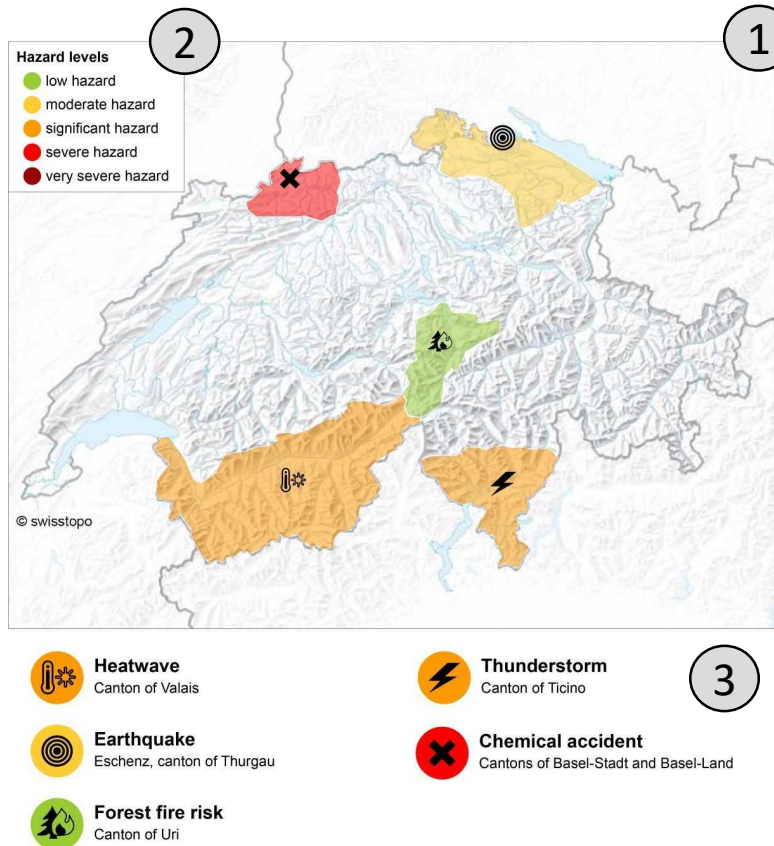 2
1
Hazard levels
low hazard
moderate hazard
significant hazard
severe hazard
very severe hazard
© swisstopo
Heatwave
Canton of Valais
Thunderstorm
Canton of Ticino
3
Earthquake
Eschenz, canton of Thurgau
Chemical accident
Cantons of Basel-Stadt and Basel-Land
Forest fire risk
Canton of Uri